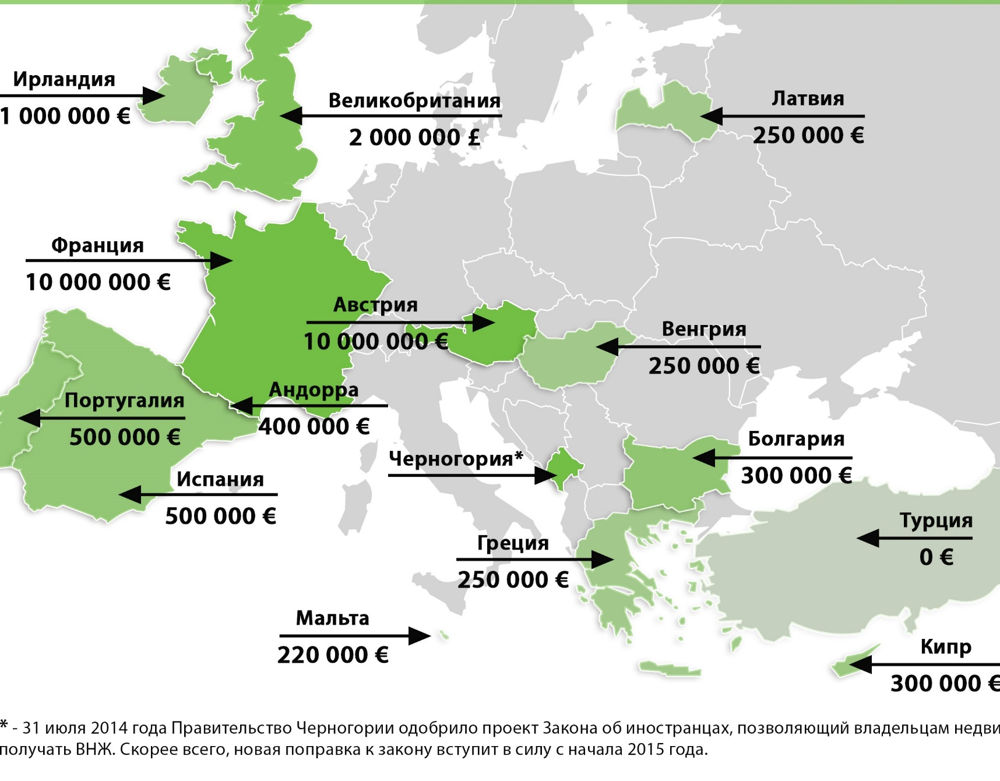 Ирландия
1 000 000 €
Великобритания
2 000 000 £
Латвия
250 000 €
Франция
10 000 000 €
Австрия
10 000 000 €
Венгрия
250 000 €
Андорра
400 000 €
Португалия
500 000 €
Испания
500 000 €
Черногория*
Болгария
300 000 €
Турция
0 €
Греция
250 000 €
Мальта
220 000 €
Кипр
300 000 €
* - 31 июля 2014 года Правительство Черногории одобрило проект Закона об иностранцах, позволяющий владельцам недви
получать ВНЖ. Скорее всего, новая поправка к закону вступит в силу с начала 2015 года.